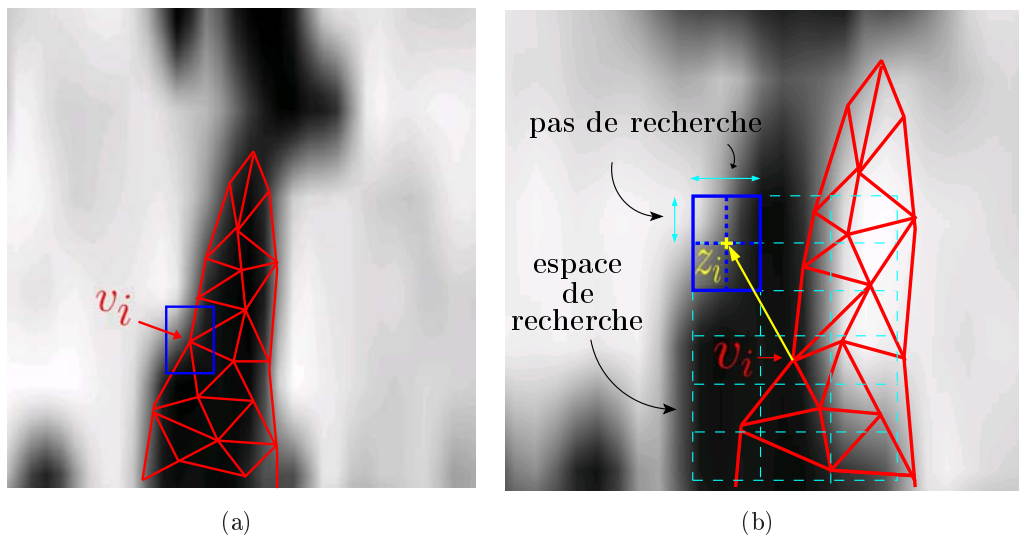 v_i
pas de recherche
z_i
espace
de
recherche
v_i
(a)
(b)